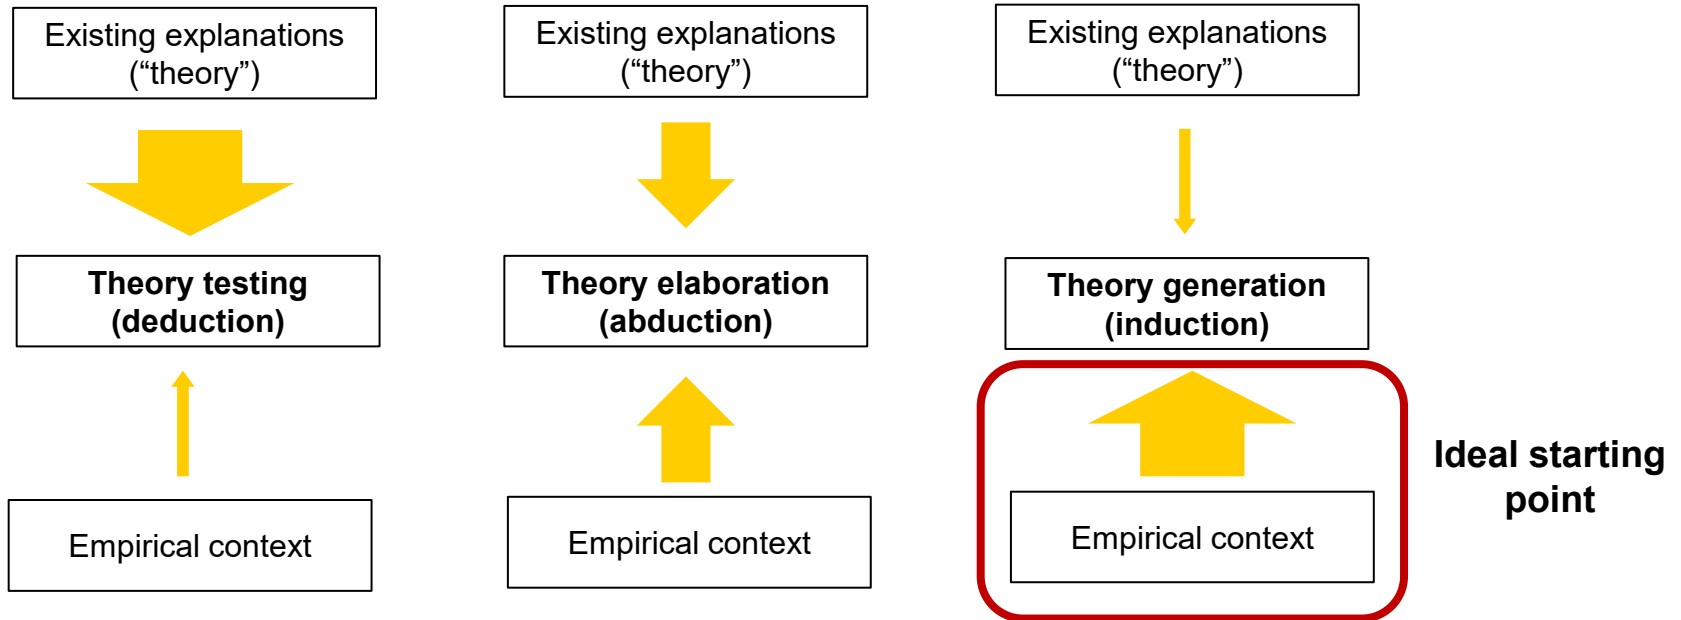 Existing explanations
(“theory”)
Theory testing
(deduction)
Empirical context
Existing explanations
(“theory”)
Theory elaboration
(abduction)
Empirical context
Existing explanations
(“theory”)
Theory generation
(induction)
Empirical context
Ideal starting
point